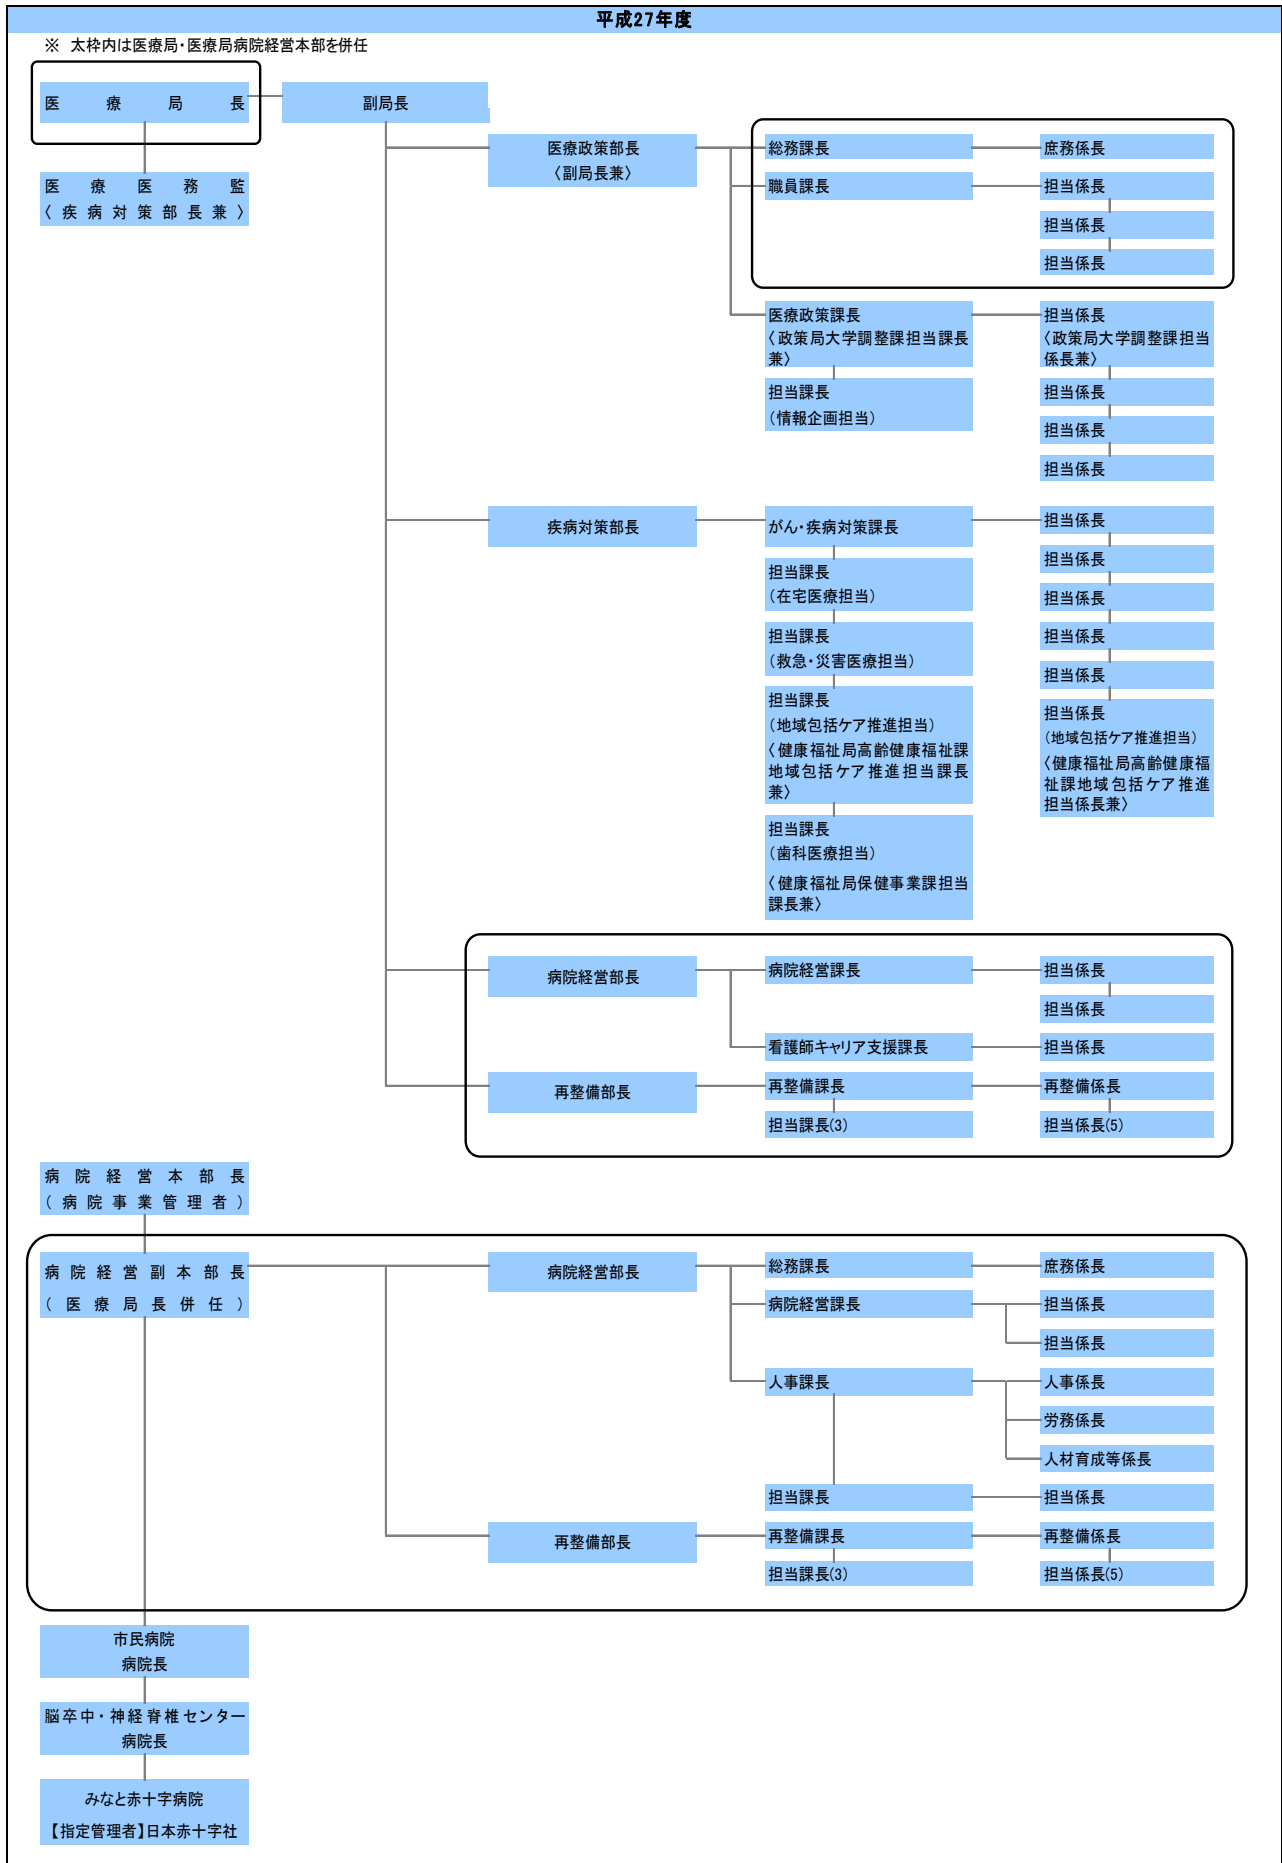 平成27年度
※ 太枠内は医療局・医療局病院経営本部を併任
医療局長
副局長
医療医務監
〈疾病対策部長兼〉
医療政策部長
〈副局長兼〉
総務課長
庶務係長
職員課長
担当係長
担当係長
担当係長
医療政策課長
〈政策局大学調整課担当課長
兼〉
担当係長
〈政策局大学調整課担当
係長兼〉
担当課長
(情報企画担当)
担当係長
担当係長
担当係長
疾病対策部長
がん・疾病対策課長
担当係長
担当課長
(在宅医療担当)
担当係長
担当係長
担当課長
(救急・災害医療担当)
担当係長
担当係長
担当課長
(地域包括ケア推進担当)
〈健康福祉局高齢健康福祉課
地域包括ケア推進担当課長
兼〉
担当係長
(地域包括ケア推進担当)
〈健康福祉局高齢健康福
祉課地域包括ケア推進
担当係長兼〉
担当課長
(歯科医療担当)
〈健康福祉局保健事業課担当
課長兼〉
病院経営部長
病院経営課長
担当係長
担当係長
看護師キャリア支援課長
担当係長
再整備部長
再整備課長
再整備係長
担当課長(3)
担当係長(5)
病院経営本部長
(病院事業管理者)
病院経営副本部長
(医療局長併任)
病院経営部長
総務課長
庶務係長
病院経営課長
担当係長
担当係長
人事課長
人事係長
労務係長
人材育成等係長
担当課長
担当係長
再整備部長
再整備課長
再整備係長
担当課長(3)
担当係長(5)
市民病院
病院長
脳卒中・神経脊椎センター
病院長
みなと赤十字病院
【指定管理者】日本赤十字社